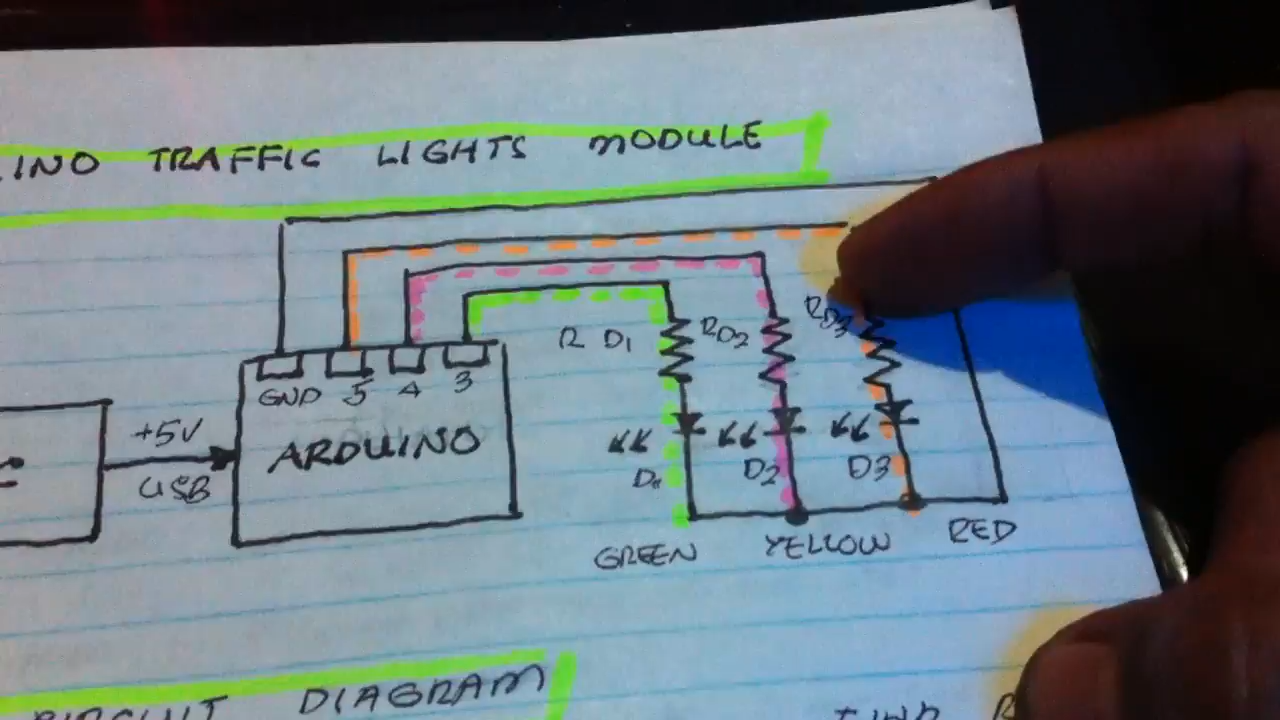 INO TRAFFIC LIGHTS MODULE
R D1 RD2 RD3
GND 5 4 3
+5V
USB
ARDUINO
D2 D3
GREEN YELLOW RED
DIAGRAM